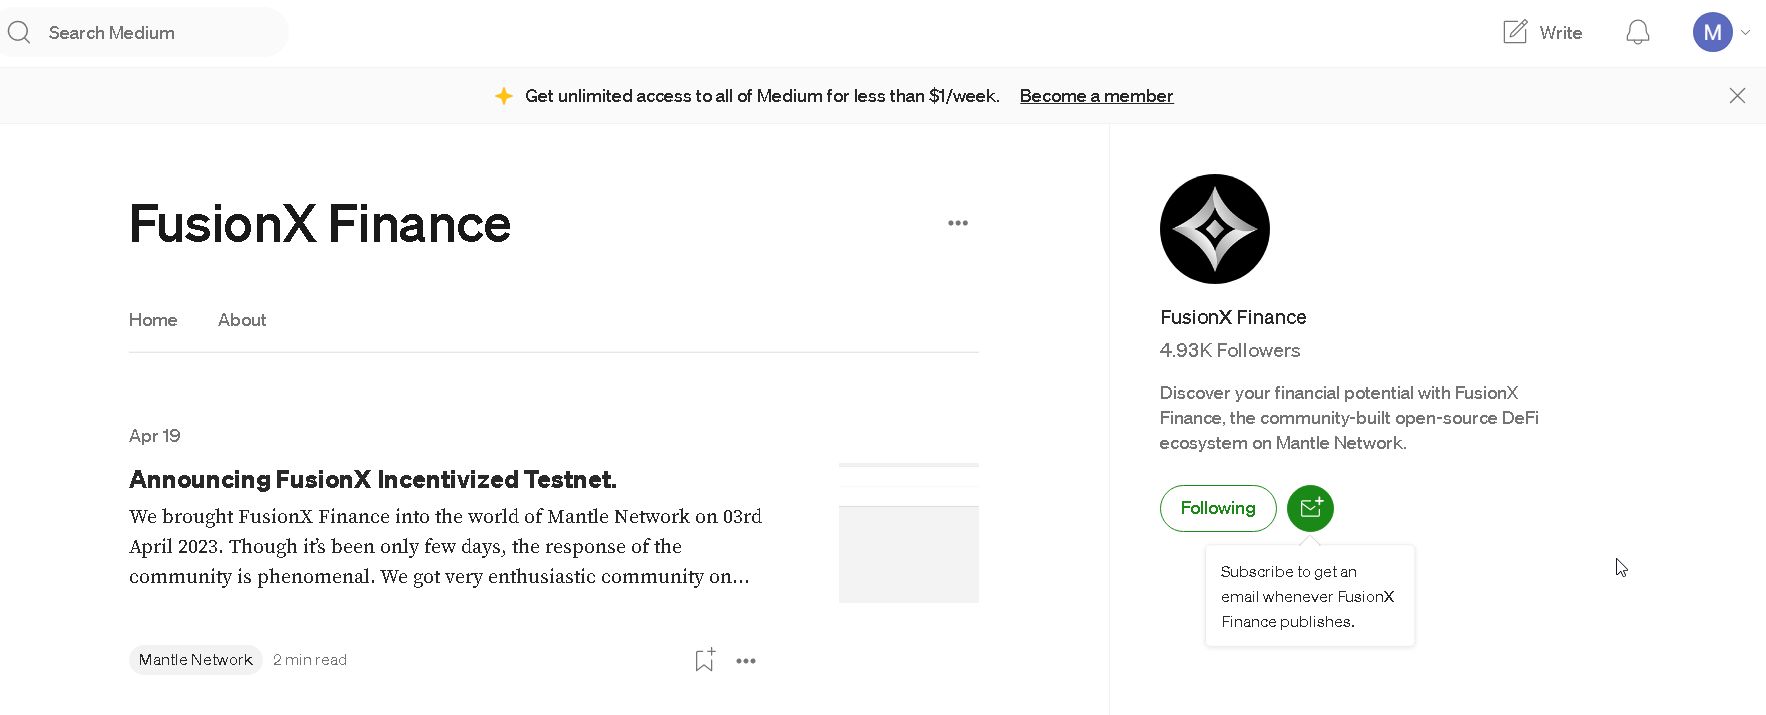 Search Medium
Write
M
Get unlimited access to all of Medium for less than $1/week. Become a member
FusionX Finance
Home About
Apr 19
Announcing FusionX Incentivized Testnet.
We brought FusionX Finance into the world of Mantle Network on 03rd
April 2023. Though it's been only few days, the response of the
community is phenomenal. We got very enthusiastic community on...
Mantle Network 2 min read
FusionX Finance
4.93K Followers
Discover your financial potential with FusionX
Finance, the community-built open-source DeFi
ecosystem on Mantle Network.
Following
Subscribe to get an
email whenever FusionX
Finance publishes.